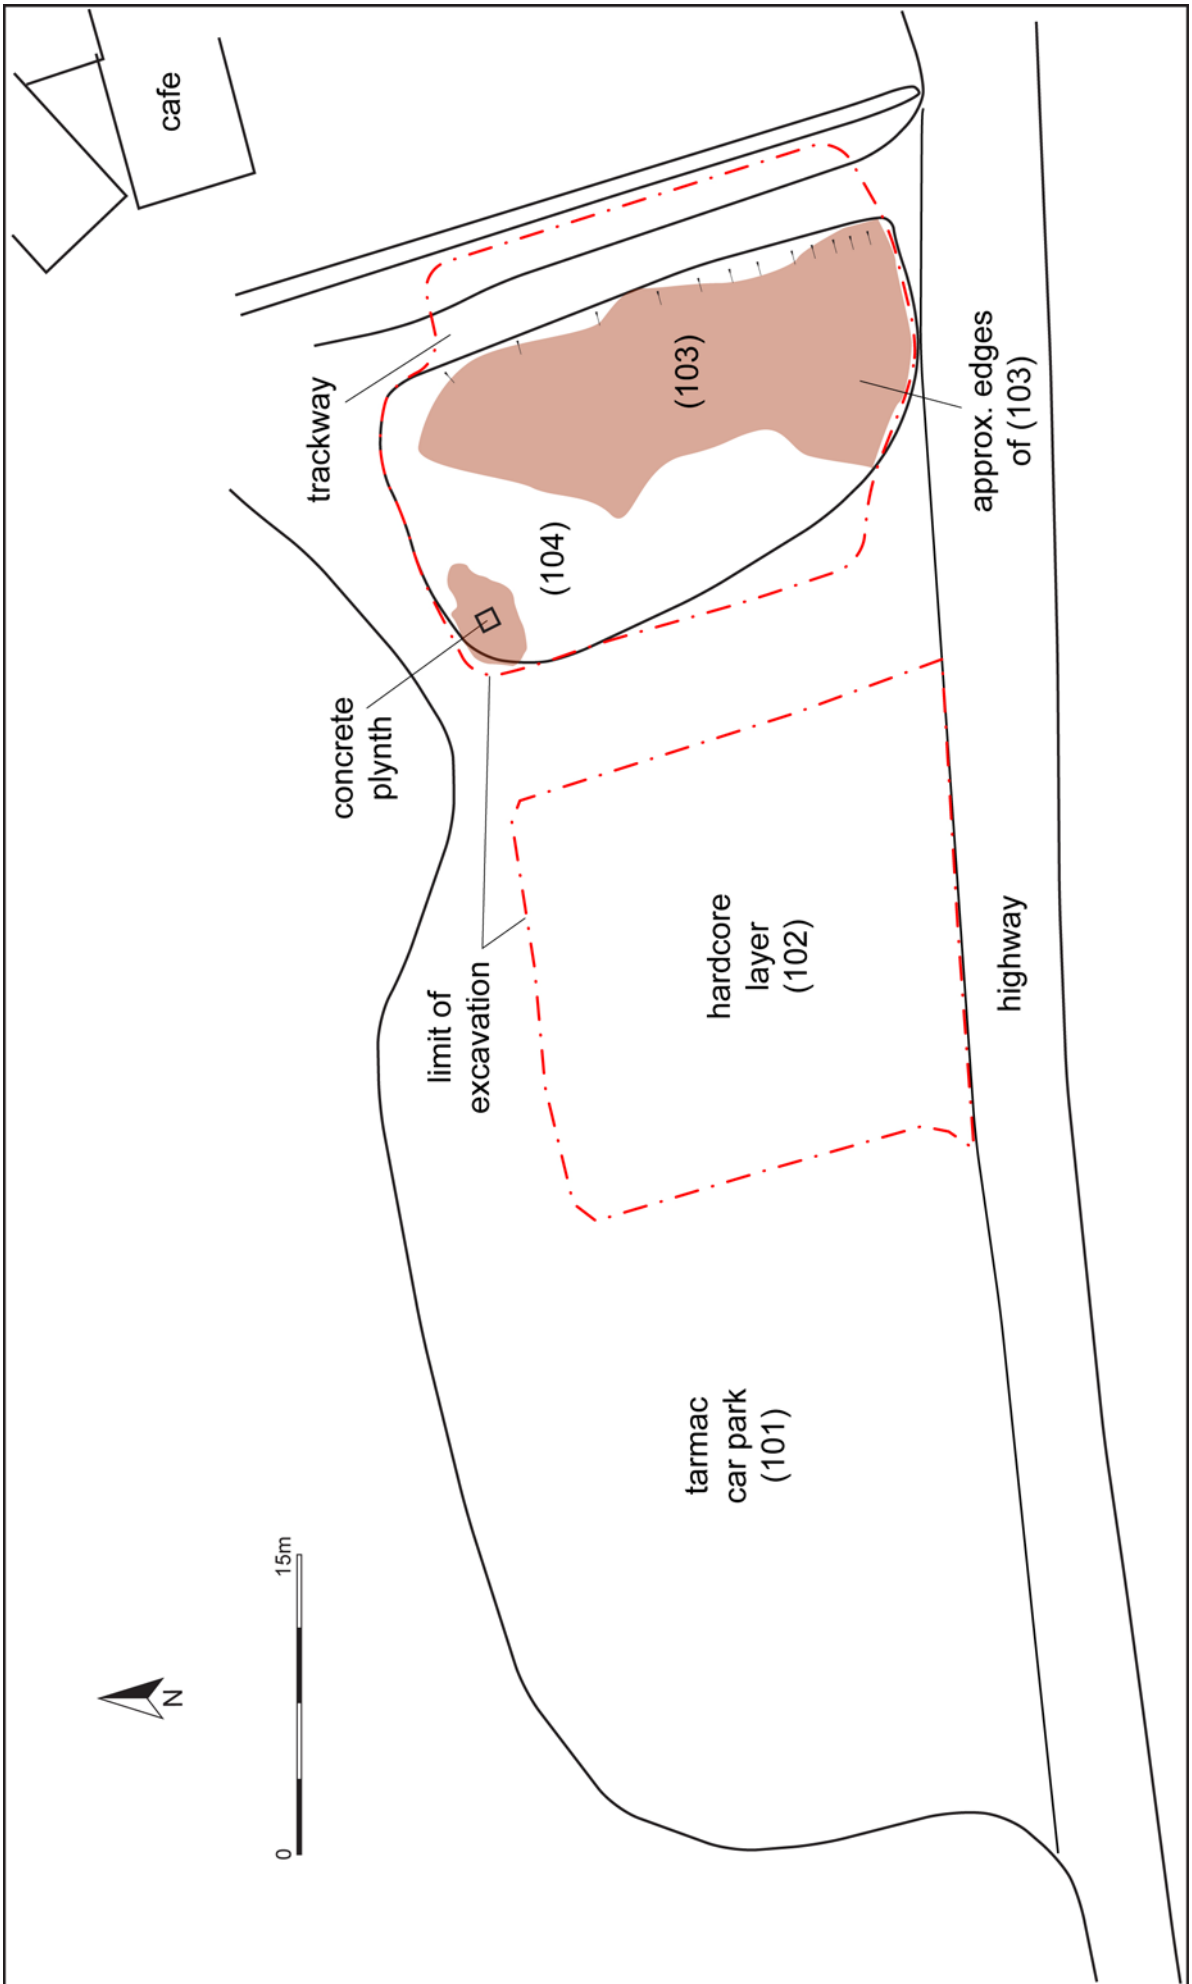 cafe
trackway
(103)
approx. edges
of (103)
(104)
concrete
plynth
limit of
excavation
hardcore
layer
(102)
highway
tarmac
car park
(101)
0
15m
N